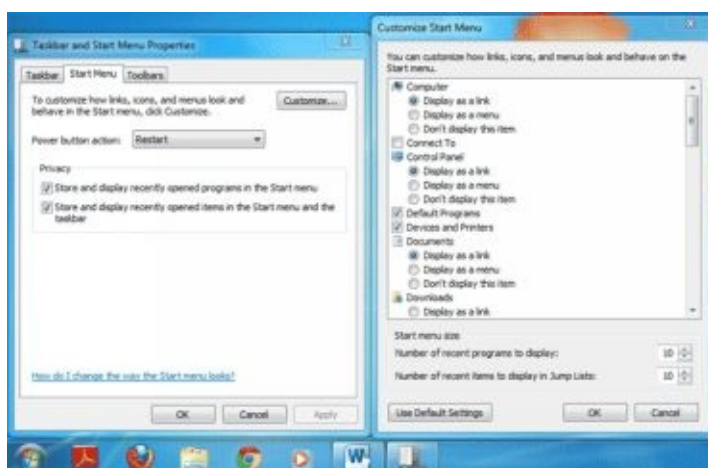 Taskbar and Start Menu Properties
Taskbar Start Menu Toolbars
To customize how links, icons, and menus look and
behave in the Start menu, click Customize.
Customize...
Power button action: Restart
Privacy
Store and display recently opened programs in the Start menu
Store and display recently opened items in the Start menu and the
taskbar
How do I change the way the Start menu looks?
OK Cancel Apply
Customize Start Menu
You can customize how links, icons, and menus look and behave on the
Start menu.
Computer
Display as a link
Display as a menu
Don't display this item
Connect To
Control Panel
Display as a link
Display as a menu
Don't display this item
Default Programs
Devices and Printers
Documents
Display as a link
Display as a menu
Don't display this item
Downloads
Display as a link
Start menu size
Number of recent programs to display: 10
Number of recent items to display in Jump Lists: 10
Use Default Settings OK Cancel
W